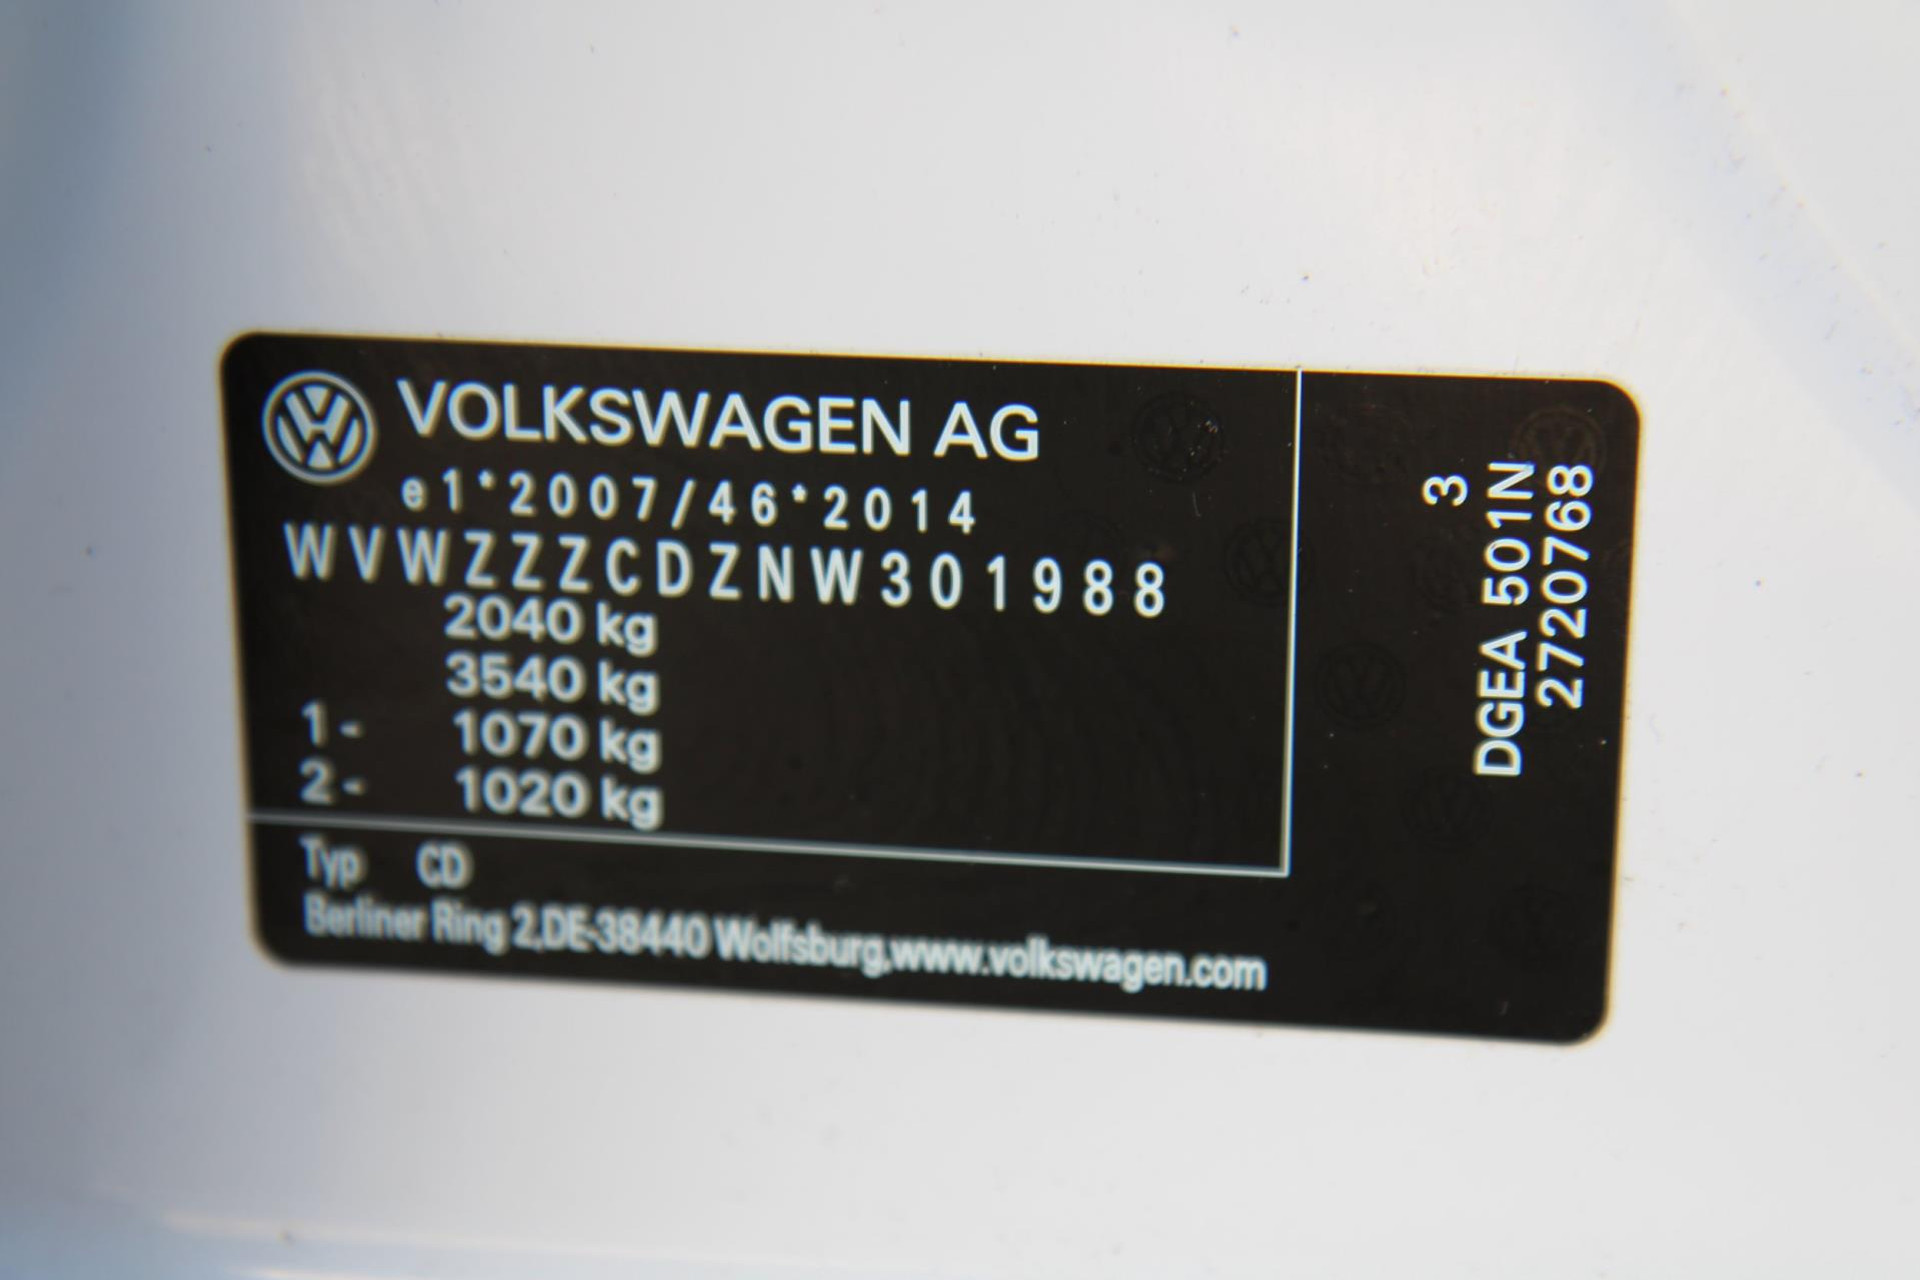 VOLKSWAGEN AG
e1*2007/46*2014
WVWZZZCDZNW301988
2040 kg
3540 kg
1- 1070 kg
2- 1020 kg
Typ CD
Berliner Ring 2,DE-38440 Wolfsburg,www.volkswagen.com
3
DGEA 501N
2720768